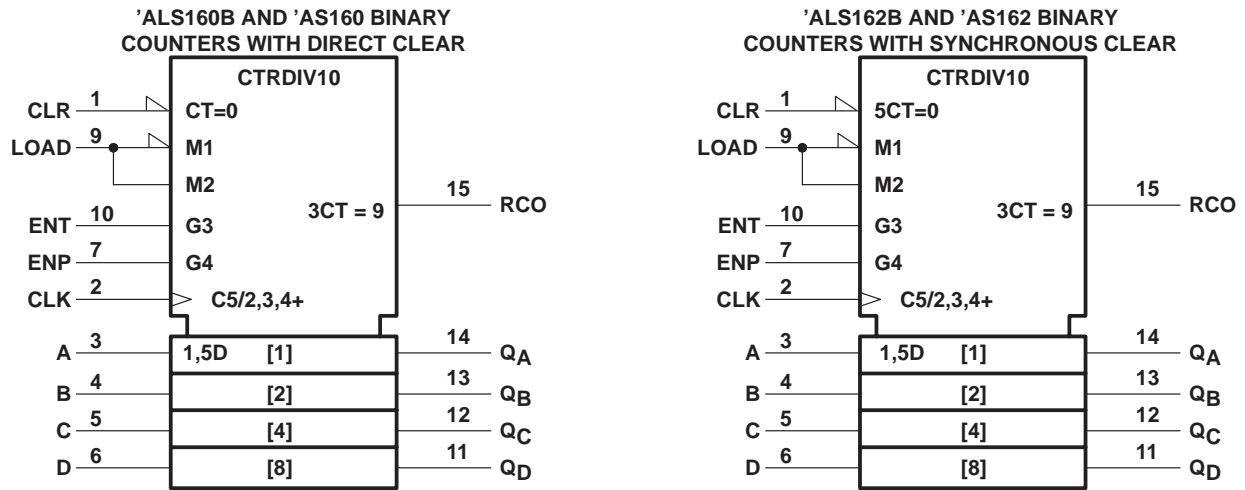 'ALS160B AND 'AS160 BINARY
COUNTERS WITH DIRECT CLEAR
CTRDIV10
CLR 1 CT=0
LOAD 9 M1
M2
3CT = 9 15 RCO
ENT 10 G3
ENP 7 G4
CLK 2 C5/2,3,4+
A 3 1,5D [1] 14 QA
B 4 [2] 13 QB
C 5 [4] 12 QC
D 6 [8] 11 QD
'ALS162B AND 'AS162 BINARY
COUNTERS WITH SYNCHRONOUS CLEAR
CTRDIV10
CLR 1 5CT=0
LOAD 9 M1
M2
3CT = 9 15 RCO
ENT 10 G3
ENP 7 G4
CLK 2 C5/2,3,4+
A 3 1,5D [1] 14 QA
B 4 [2] 13 QB
C 5 [4] 12 QC
D 6 [8] 11 QD